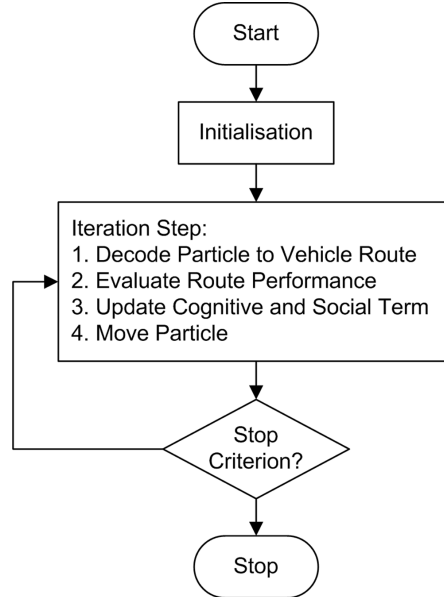 Start
Initialisation
Iteration Step:
1. Decode Particle to Vehicle Route
2. Evaluate Route Performance
3. Update Cognitive and Social Term
4. Move Particle
Stop
Criterion?
Stop